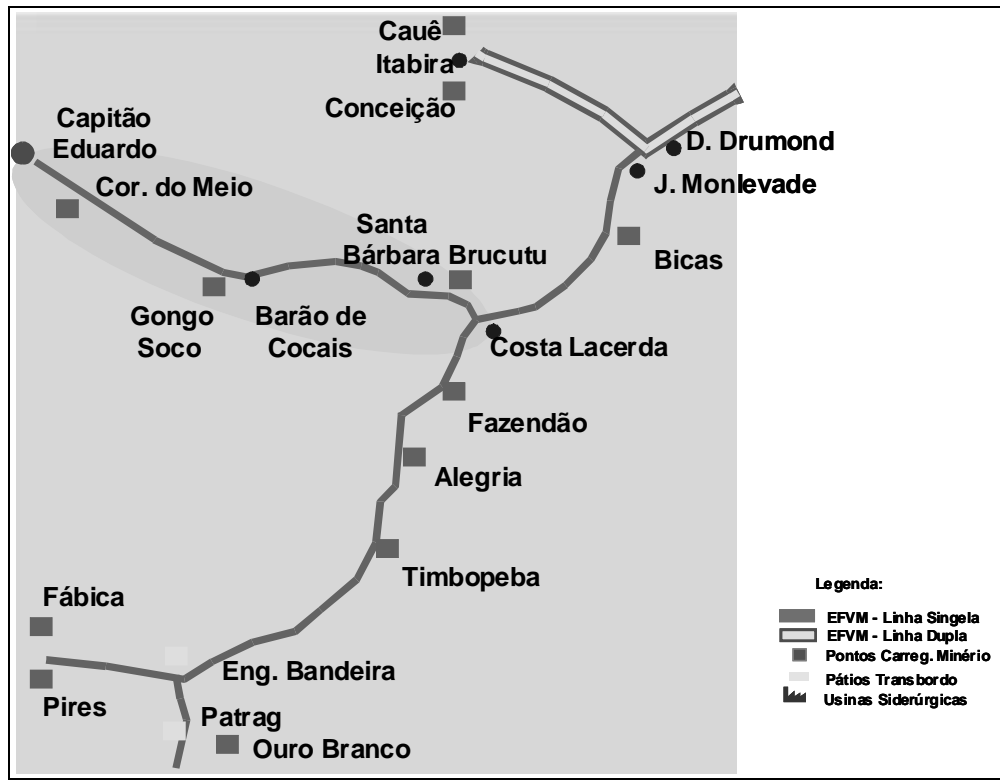 Cauê
Itabira
Conceição
Capitão
Eduardo
D. Drumond
Cor. do Meio
J. Monlevade
Santa
Bárbara Brucutu
Bicas
Gongo
Soco
Barão de
Cocais
Costa Lacerda
Fazendão
Alegria
Timbopeba
Fábica
Eng. Bandeira
Pires
Patrag
Ouro Branco
Legenda:
EFVM - Linha Singela
EFVM - Linha Dupla
Pontos Carreg. Minério
Pátios Transbordo
Usinas Siderúrgicas